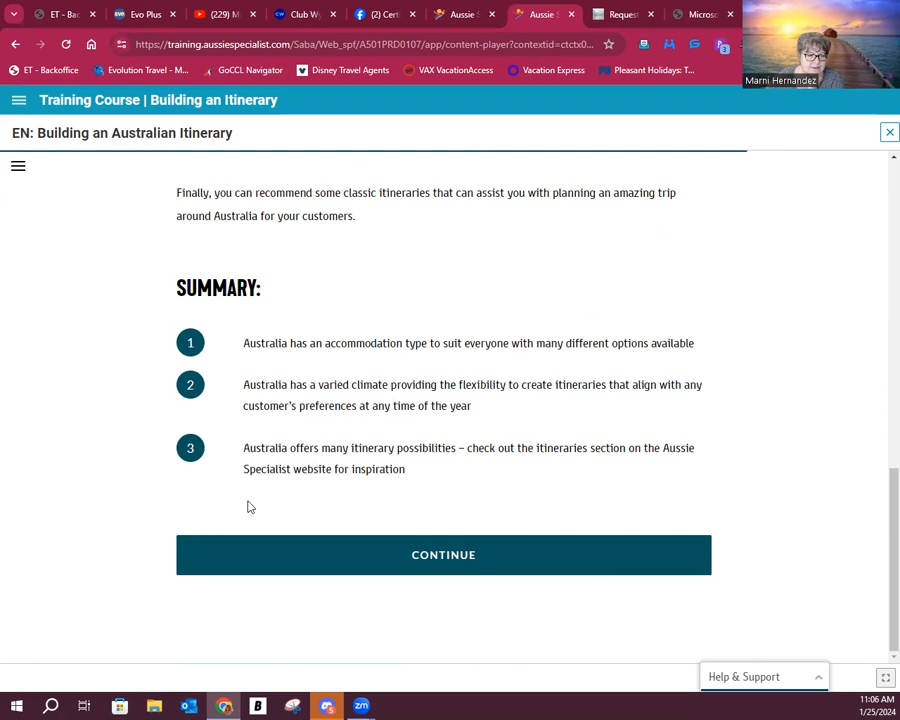 ET - Bac
Evo Plus
(229) M
Club W
(2) Cert
Aussie S
Aussie S
Request
Microso
https://training.aussiespecialist.com/Saba/Web_spf/A501PRD0107/app/content-player?contextid=ctctx0...
3
ET - Backoffice
Evolution Travel - M...
GoCCL Navigator
Disney Travel Agents
VAX VacationAccess
Vacation Express
Pleasant Holidays: T...
Marni Hernandez
Training Course | Building an Itinerary
EN: Building an Australian Itinerary
Finally, you can recommend some classic itineraries that can assist you with planning an amazing trip
around Australia for your customers.
SUMMARY:
1 Australia has an accommodation type to suit everyone with many different options available
2 Australia has a varied climate providing the flexibility to create itineraries that align with any
customer's preferences at any time of the year
3 Australia offers many itinerary possibilities – check out the itineraries section on the Aussie
Specialist website for inspiration
CONTINUE
Help & Support
B
zm
11:06 AM
1/25/2024